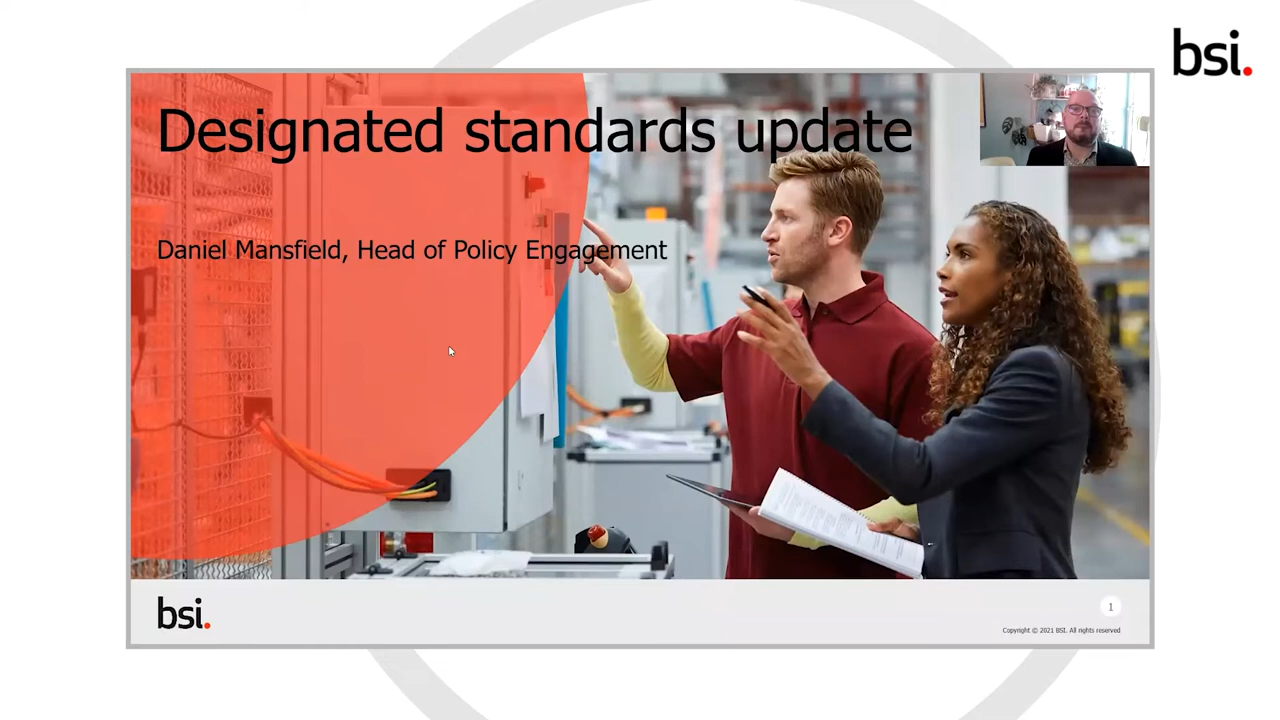 bsi.
Designated standards update
Daniel Mansfield, Head of Policy Engagement
bsi.
1
Copyright © 2021 BSI. All rights reserved